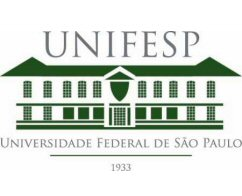 UNIFESP
UNIVERSIDADE FEDERAL DE SÃO PAULO
1933